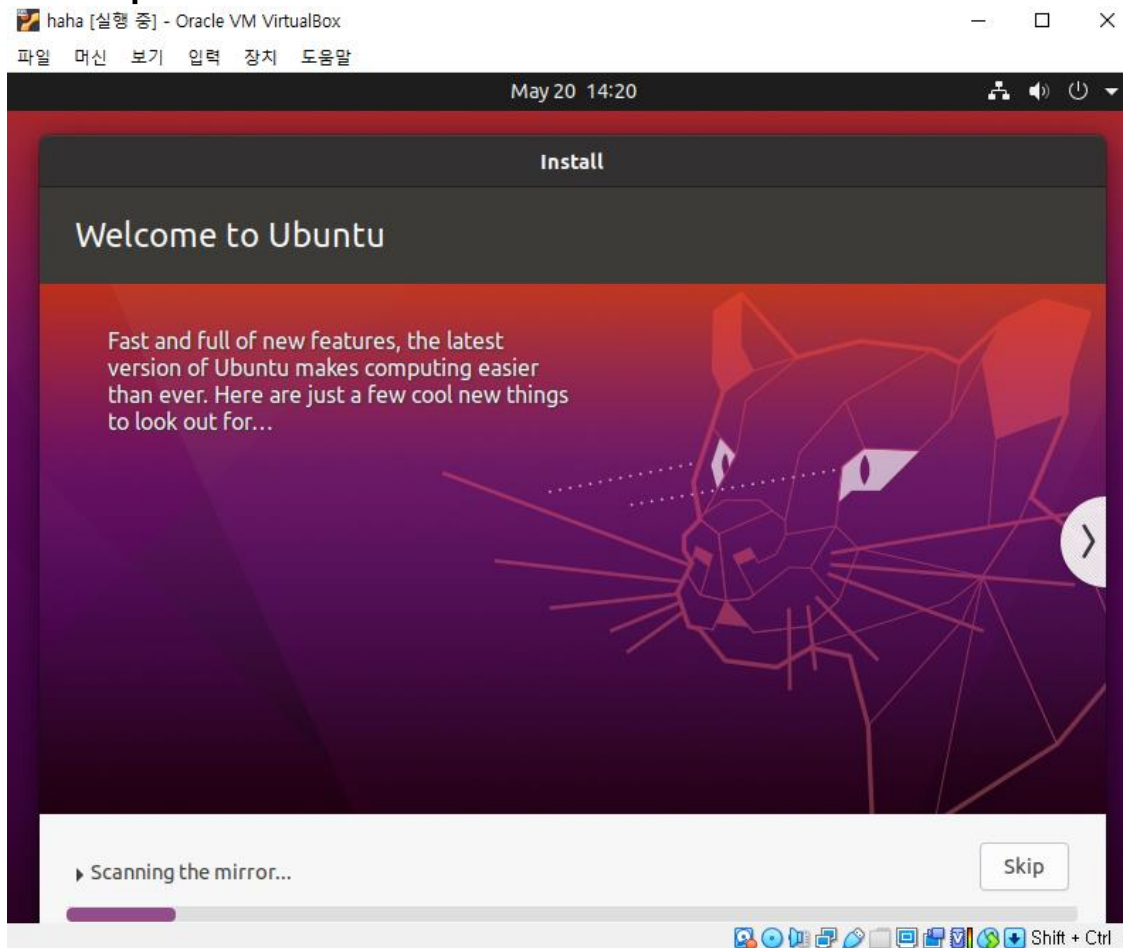 haha [실행 중] - Oracle VM VirtualBox
파일 머신 보기 입력 장치 도움말
May 20 14:20
Install
Welcome to Ubuntu
Fast and full of new features, the latest
version of Ubuntu makes computing easier
than ever. Here are just a few cool new things
to look out for...
Scanning the mirror...
Skip
Shift + Ctrl